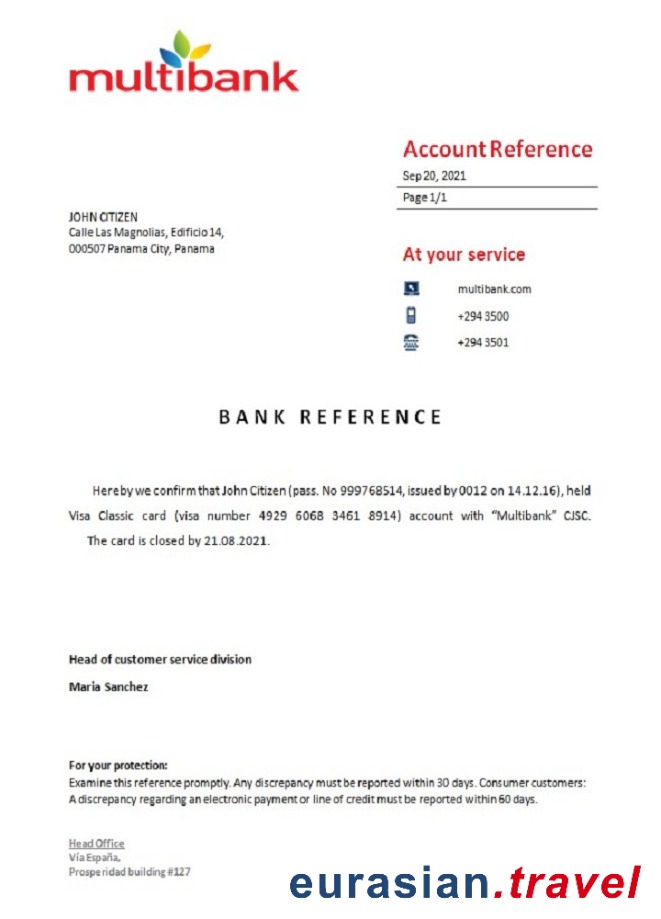 multibank
Account Reference
Sep 20, 2021
Page 1/1
JOHN CITIZEN
Calle Las Magnolias, Edificio 14,
000507 Panama City, Panama
At your service
multibank.com
+294 3500
+294 3501
BANK REFERENCE
Hereby we confirm that John Citizen (pass. No 999768514, issued by 0012 on 14.12.16), held
Visa Classic card (visa number 4929 6068 3461 8914) account with “Multibank” CJSC.
The card is closed by 21.08.2021.
Head of customer service division
Maria Sanchez
For your protection:
Examine this reference promptly. Any discrepancy must be reported within 30 days. Consumer customers:
A discrepancy regarding an electronic payment or line of credit must be reported within 60 days.
Head Office
Vía España,
Prosperidad building #127
eurasian.travel